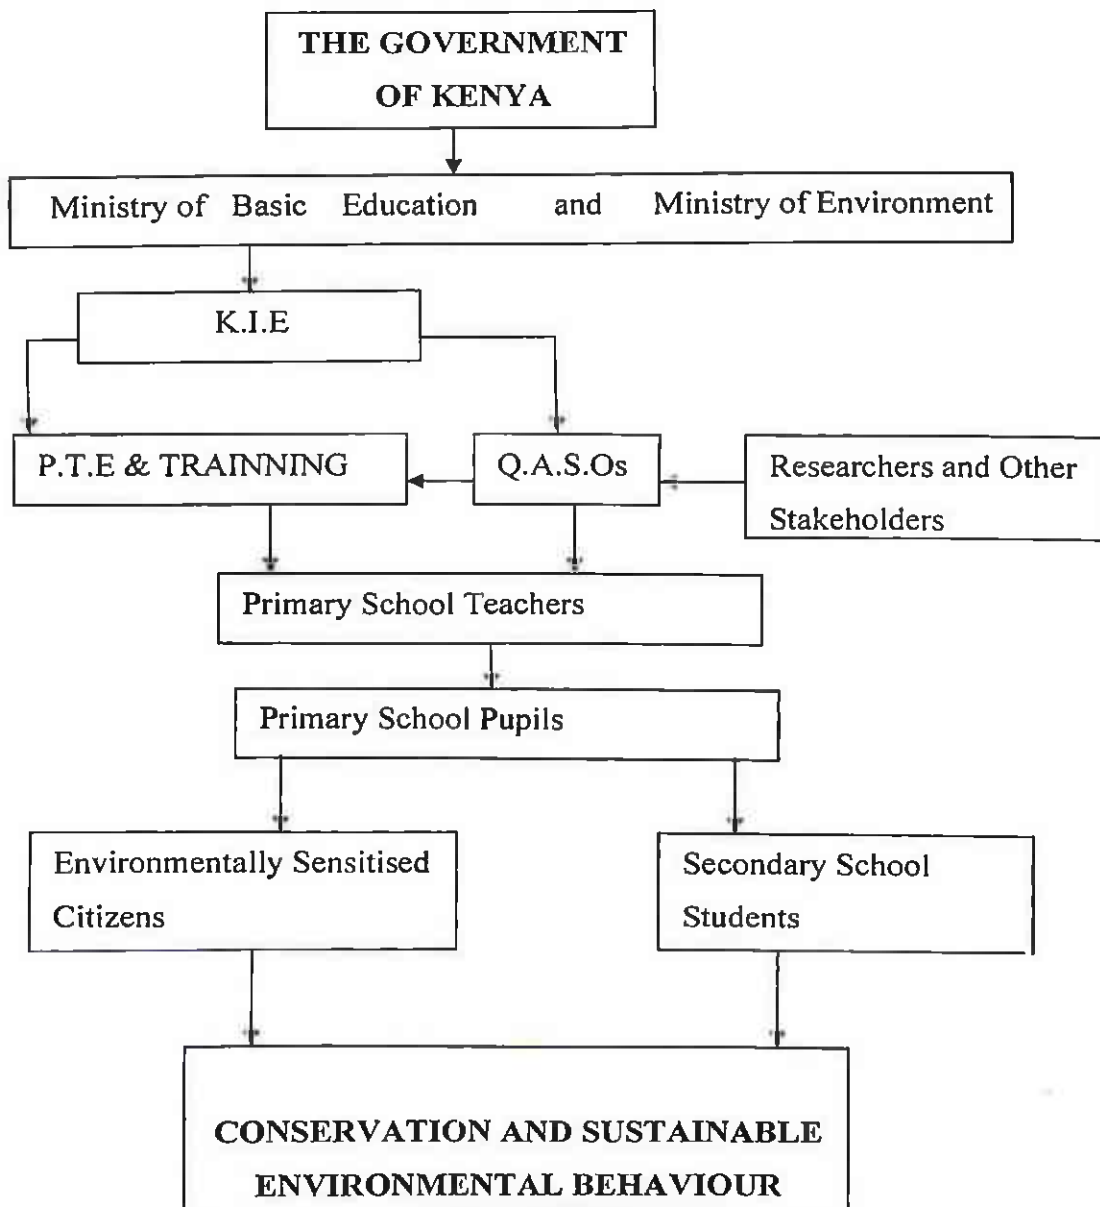 THE GOVERNMENT
OF KENYA
Ministry of Basic Education and Ministry of Environment
K.I.E
P.T.E & TRAINNING
Q.A.S.Os
Researchers and Other
Stakeholders
Primary School Teachers
Primary School Pupils
Environmentally Sensitised
Citizens
Secondary School
Students
CONSERVATION AND SUSTAINABLE
ENVIRONMENTAL BEHAVIOUR